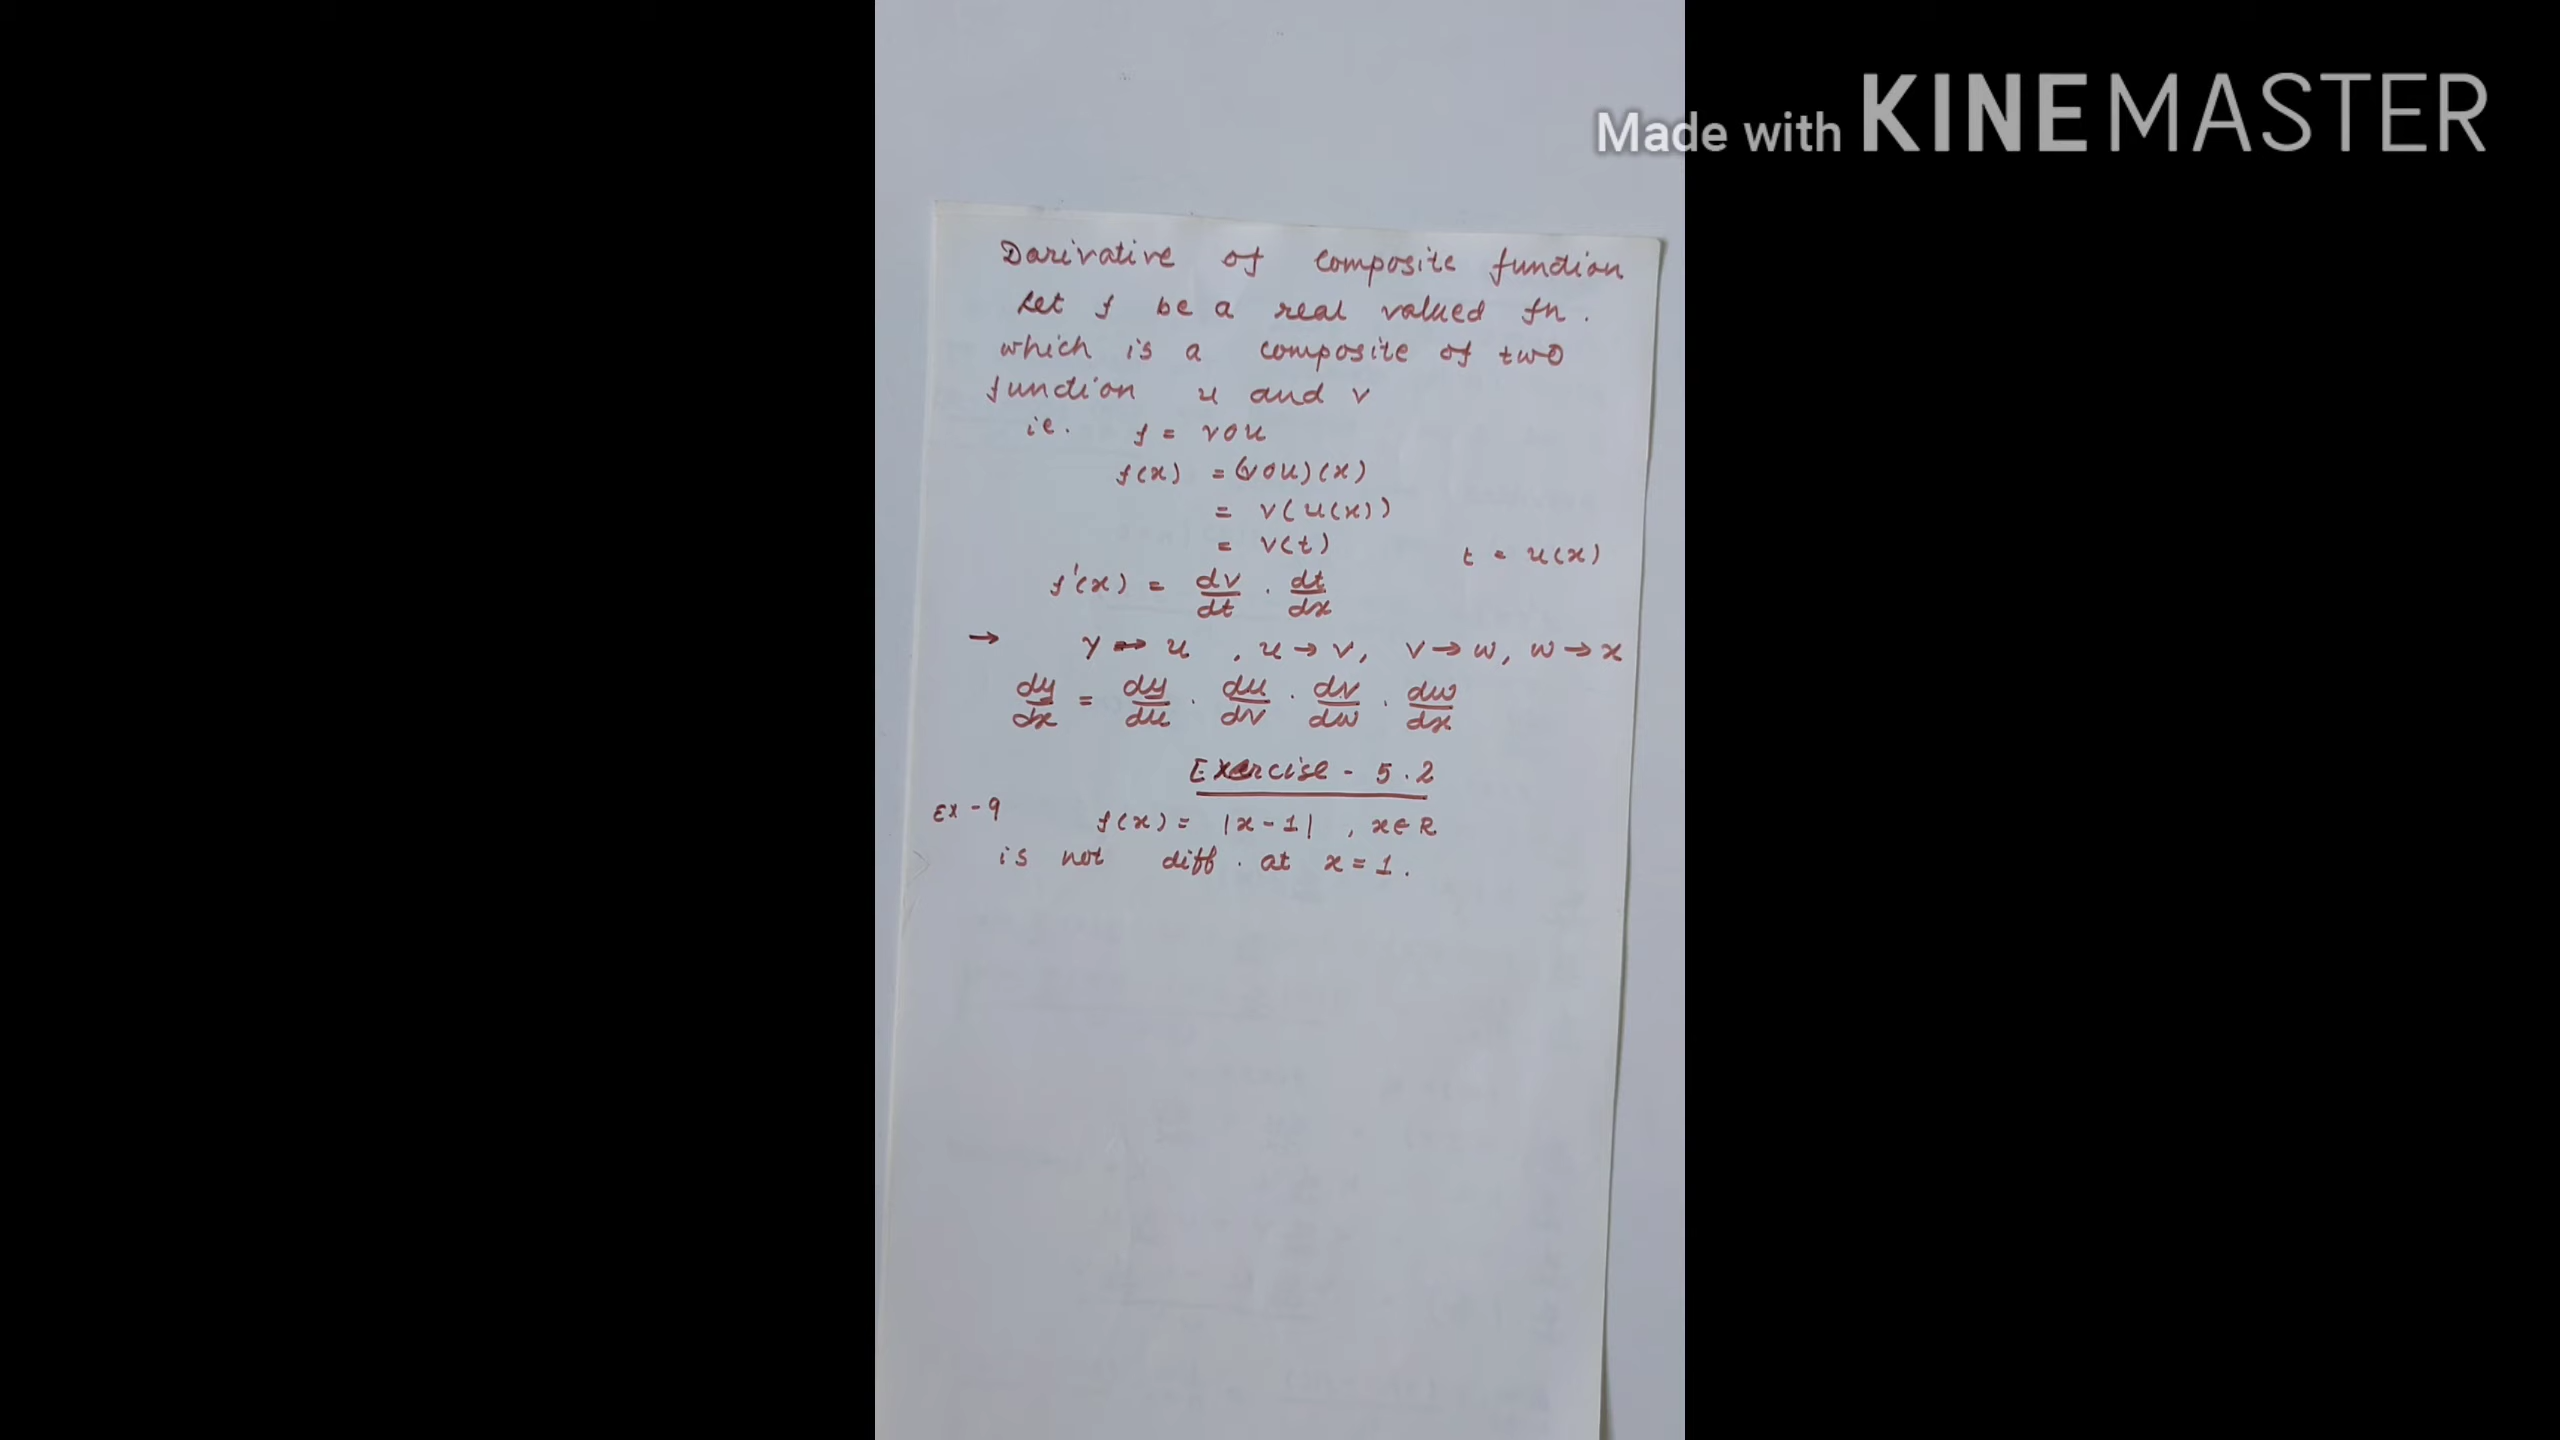 Made with KINEMASTER
Darivative of composite function
Let f be a real valued fn.
which is a composite of two
function u and v
ie. f = vou
f(x) = (vou)(x)
= v(u(x))
= v(t) t = u(x)
f'(x) = dv/dt . dt/dx
→ y → u , u → v, v → w, w → x
dy/dx = dy/du . du/dv . dv/dw . dw/dx
Exercise - 5.2
Ex - 9 f(x) = |x - 1| , x ∈ R
is not diff. at x = 1.